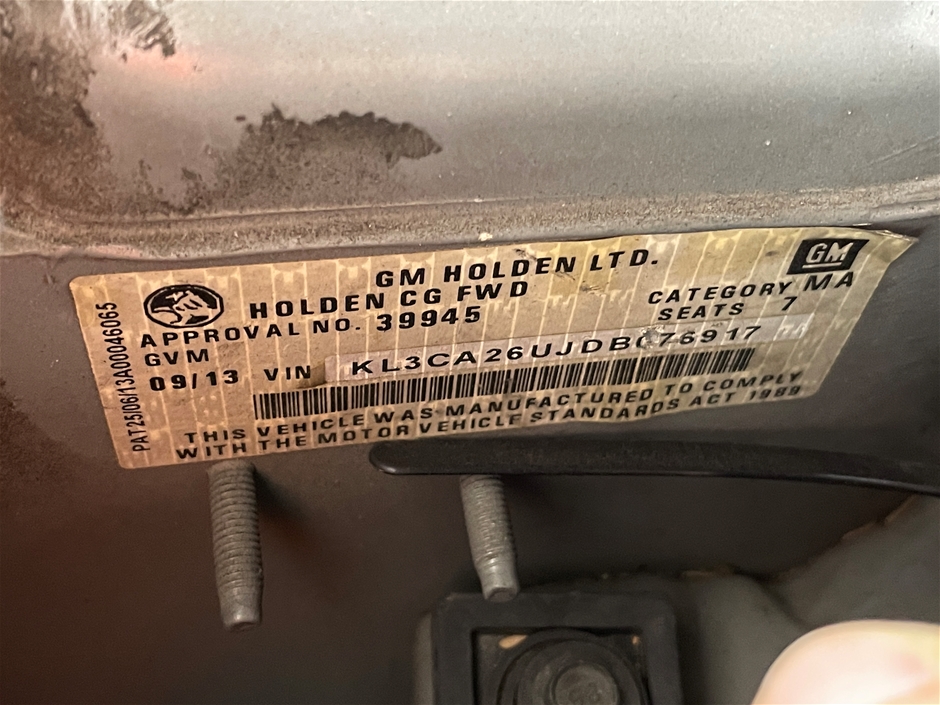 GM HOLDEN LTD.
GM
HOLDEN CG FWD
CATEGORY MA
APPROVAL NO. 39945
SEATS 7
GVM
09/13 VIN KL3CA26UJDB076917
THIS VEHICLE WAS MANUFACTURED TO COMPLY
WITH THE MOTOR VEHICLE STANDARDS ACT 1989
PAT25/06/13A00046065